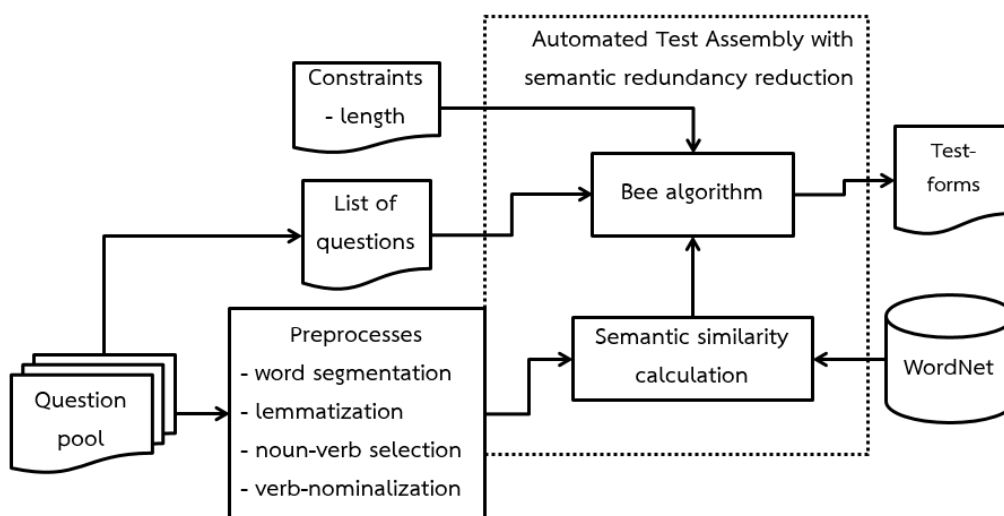 Automated Test Assembly with
semantic redundancy reduction
Constraints
- length
List of
questions
Bee algorithm
Test-
forms
Question
pool
Preprocesses
- word segmentation
- lemmatization
- noun-verb selection
- verb-nominalization
Semantic similarity
calculation
WordNet